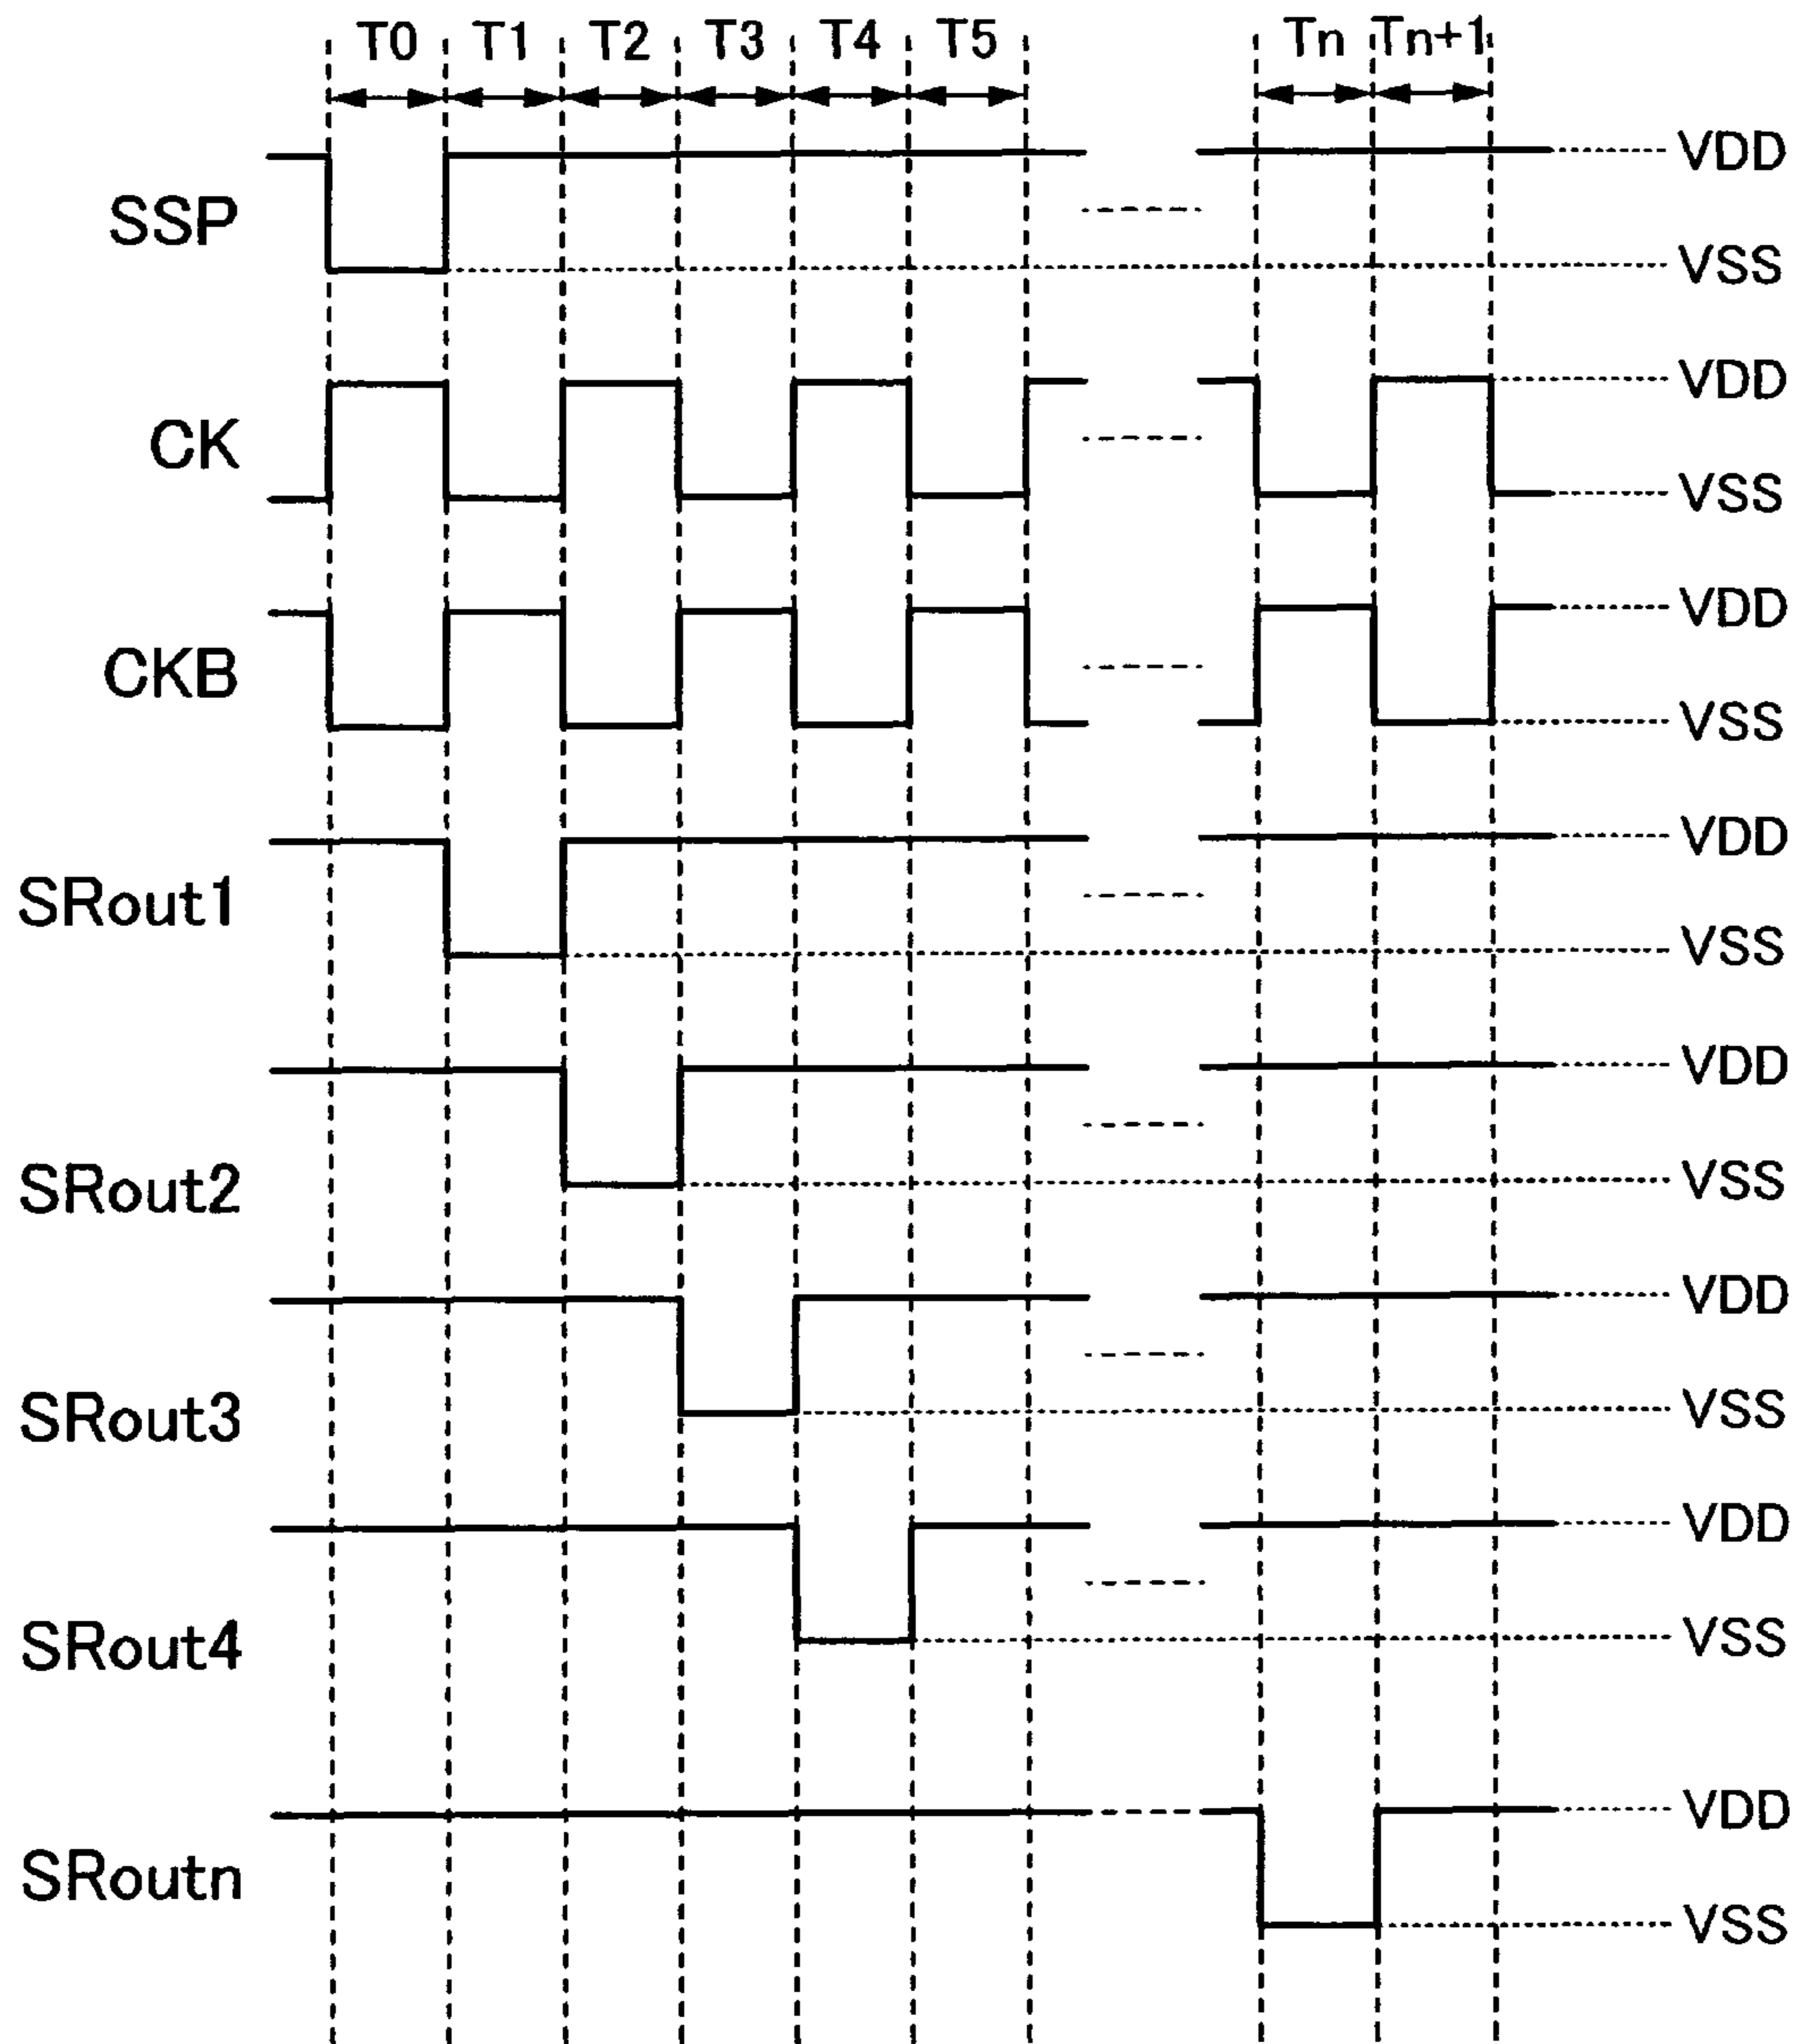 T0 T1 T2 T3 T4 T5 Tn Tn+1
VDD
SSP
VSS
VDD
CK
VSS
VDD
CKB
VSS
VDD
SRout1
VSS
VDD
SRout2
VSS
VDD
SRout3
VSS
VDD
SRout4
VSS
VDD
SRoutn
VSS